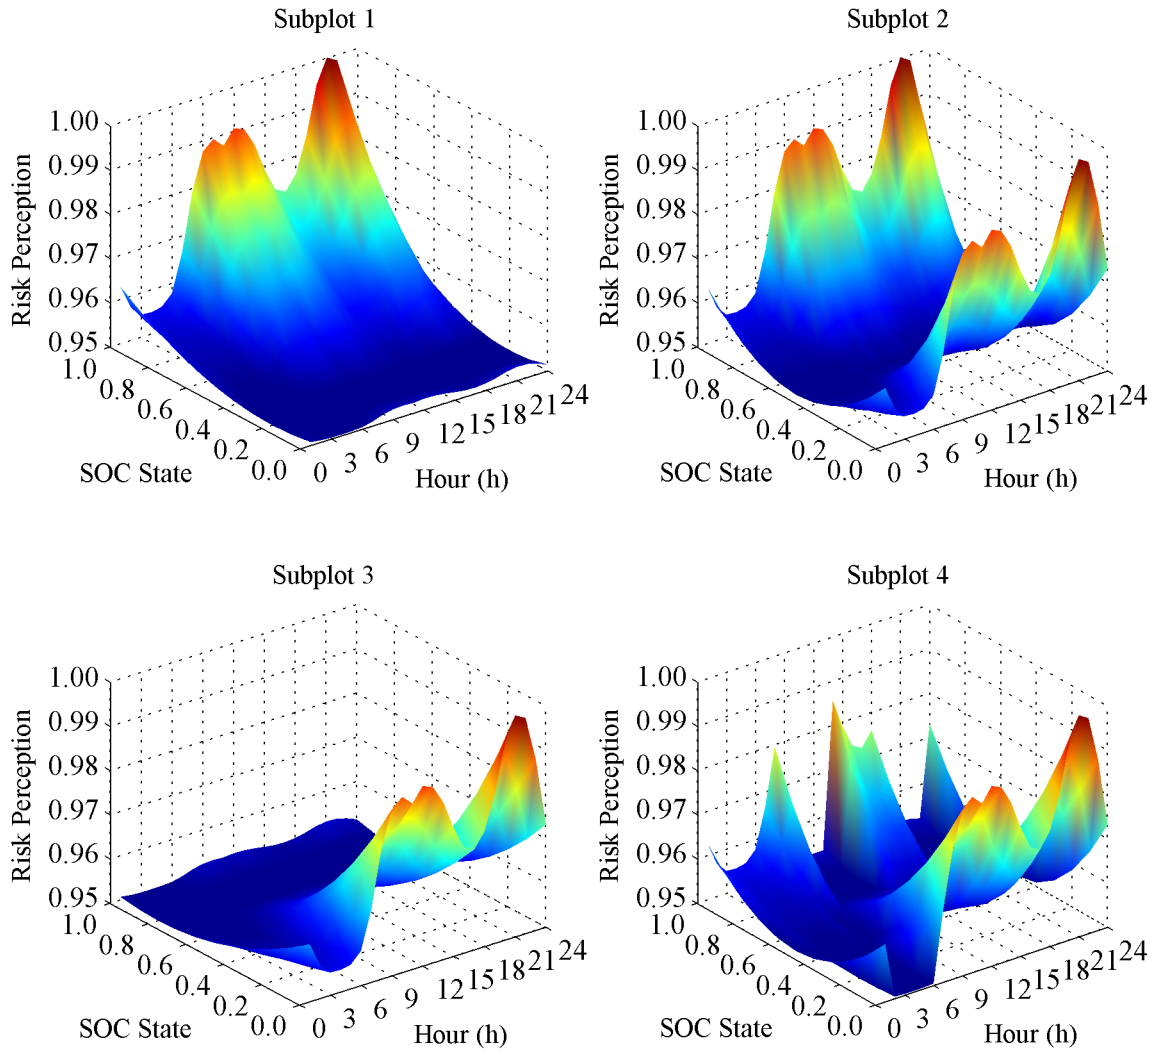 Subplot 1
Risk Perception
1.00
0.99
0.98
0.97
0.96
0.95
1.0
0.8
0.6
0.4
0.2
0.0
SOC State
0 3 6 9 12 15 18 21 24
Hour (h)
Subplot 2
Risk Perception
1.00
0.99
0.98
0.97
0.96
0.95
1.0
0.8
0.6
0.4
0.2
0.0
SOC State
0 3 6 9 12 15 18 21 24
Hour (h)
Subplot 3
Risk Perception
1.00
0.99
0.98
0.97
0.96
0.95
1.0
0.8
0.6
0.4
0.2
0.0
SOC State
0 3 6 9 12 15 18 21 24
Hour (h)
Subplot 4
Risk Perception
1.00
0.99
0.98
0.97
0.96
0.95
1.0
0.8
0.6
0.4
0.2
0.0
SOC State
0 3 6 9 12 15 18 21 24
Hour (h)